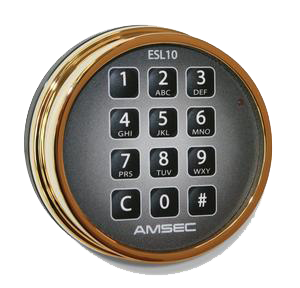 ESL10
1 2 3
ABC DEF
4 5 6
GHI JKL MNO
7 8 9
PRS TUV WXY
C 0 #
AMSEC